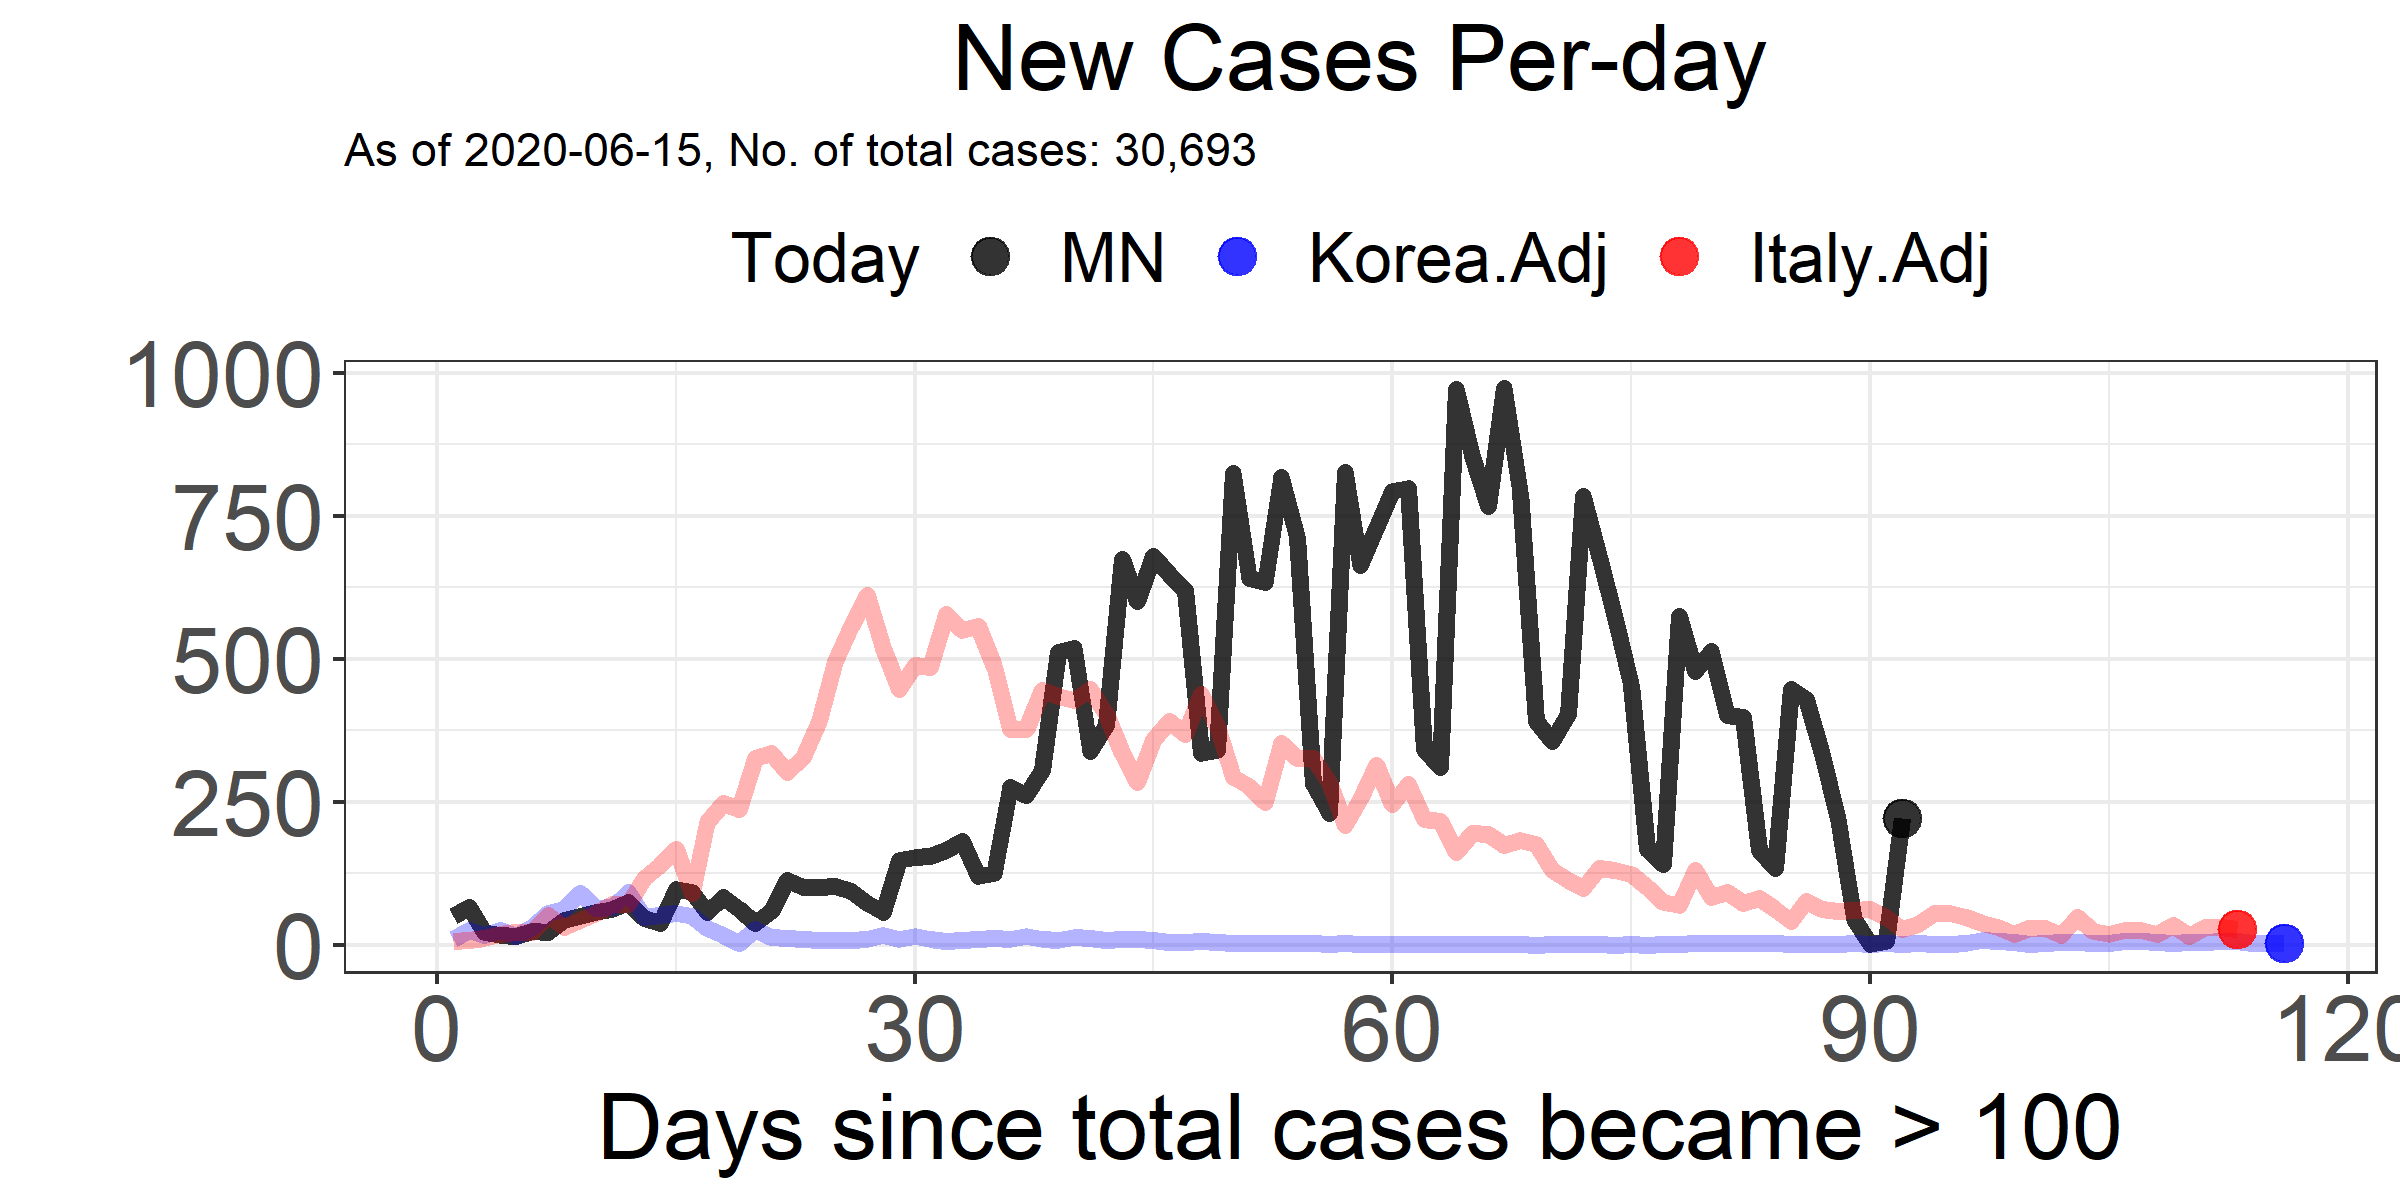 New Cases Per-day
As of 2020-06-15, No. of total cases: 30,693
Today MN Korea.Adj Italy.Adj
1000
750
500
250
0
0 30 60 90 120
Days since total cases became > 100